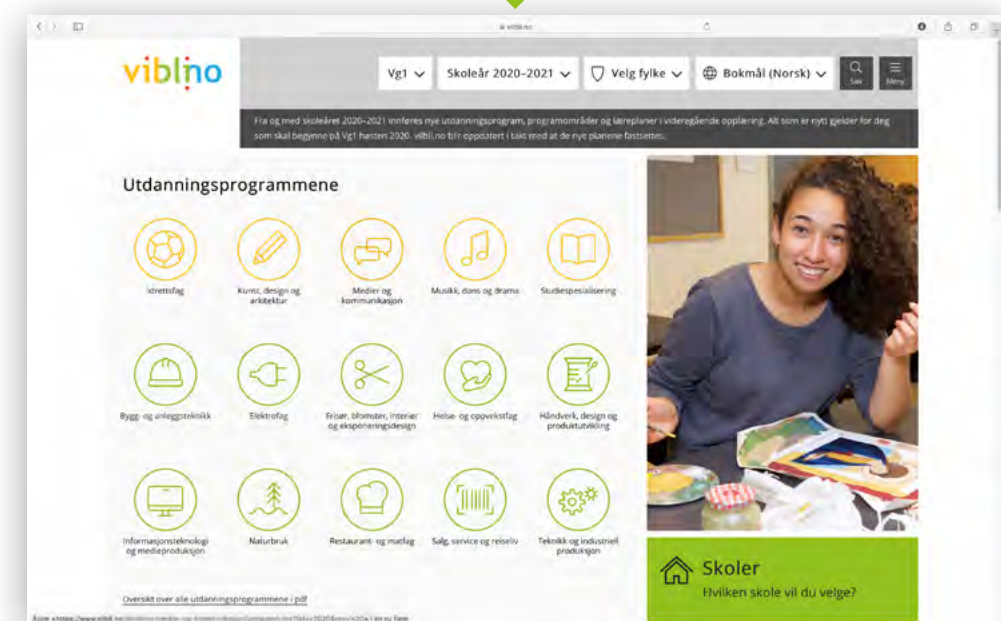 vilbli.no
viblino
Vg1
Skoleår 2020–2021
Velg fylke
Bokmål (Norsk)
Søk
Meny
Fra og med skoleåret 2020–2021 innføres nye utdanningsprogram, programområder og læreplaner i videregående opplæring. Alt som er nytt gjelder for deg
som skal begynne på Vg1 høsten 2020. vilbli.no blir oppdatert i takt med at de nye planene fastsettes.
Utdanningsprogrammene
Idrettsfag
Kunst, design og
arkitektur
Medier og
kommunikasjon
Musikk, dans og drama
Studiespesialisering
Bygg- og anleggsteknikk
Elektrofag
Frisør, blomster, interiør
og eksponeringsdesign
Helse- og oppvekstfag
Håndverk, design og
produktutvikling
Informasjonsteknologi
og medieproduksjon
Naturbruk
Restaurant- og matfag
Salg, service og reiseliv
Teknikk og industriell
produksjon
Oversikt over alle utdanningsprogrammene i pdf
Skoler
Hvilken skole vil du velge?